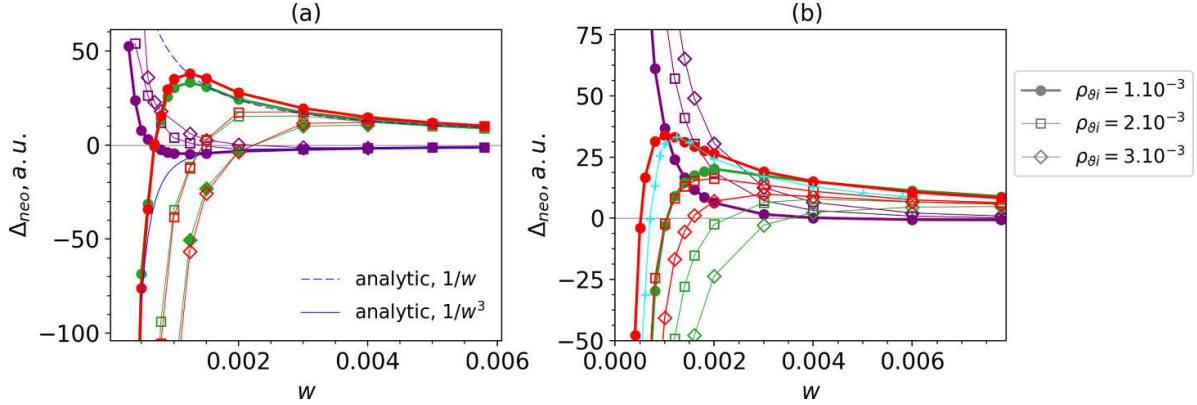 (a)
(b)
Δneo, a. u.
50
0
−50
−100
analytic, 1/w
analytic, 1/w³
0.002
0.004
0.006
w
Δneo, a. u.
75
50
25
0
−25
−50
0.000
0.002
0.004
0.006
w
ρϑi = 1.10⁻³
ρϑi = 2.10⁻³
ρϑi = 3.10⁻³